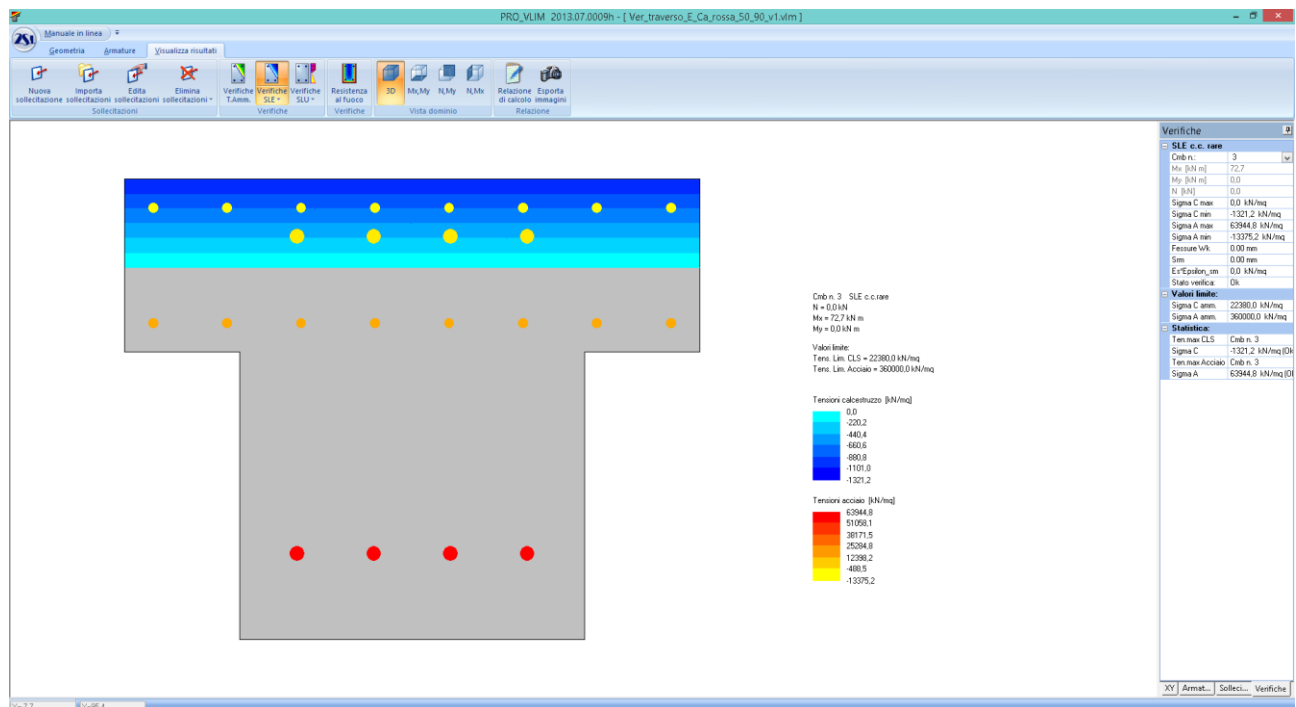 PRO_VLIM 2013.07.0009h - [ Ver_traverso_E_Ca_rossa_50_90_v1.vlm ]
2SI Manuale in linea
Geometria Armature Visualizza risultati
Nuova sollecitazione
Importa sollecitazioni
Edita sollecitazioni
Elimina sollecitazioni
Verifiche T.Amm.
Verifiche SLE
Verifiche SLU
Resistenza al fuoco
3D
Mx,My
N,My
N,Mx
Relazione di calcolo
Esporta immagini
Sollecitazioni Verifiche Verifiche Vista dominio Relazione
Cmb n. 3 SLE c.c.rare
N = 0,0 kN
Mx = 72,7 kN m
My = 0,0 kN m
Valori limite:
Tens. Lim. CLS = 22380,0 kN/mq
Tens. Lim. Acciaio = 360000,0 kN/mq
Tensioni calcestruzzo [kN/mq]
0,0
-220,2
-440,4
-660,6
-880,8
-1101,0
-1321,2
Tensioni acciaio [kN/mq]
63944,8
51058,1
38171,5
25284,8
12398,2
-488,5
-13375,2
Verifiche
SLE c.c. rare
Cmb n.: 3
Mx [kN m] 72,7
My [kN m] 0,0
N [kN] 0,0
Sigma C max 0,0 kN/mq
Sigma C min -1321,2 kN/mq
Sigma A max 63944,8 kN/mq
Sigma A min -13375,2 kN/mq
Fessure Wk 0.00 mm
Srm 0.00 mm
Es*Epsilon_sm 0,0 kN/mq
Stato verifica: Ok
Valori limite:
Sigma C amm. 22380,0 kN/mq
Sigma A amm. 360000,0 kN/mq
Statistica:
Ten.max CLS Cmb n. 3
Sigma C -1321,2 kN/mq (Ok
Ten.max Acciaio Cmb n. 3
Sigma A 63944,8 kN/mq (Ol
XY Armat... Solleci... Verifiche